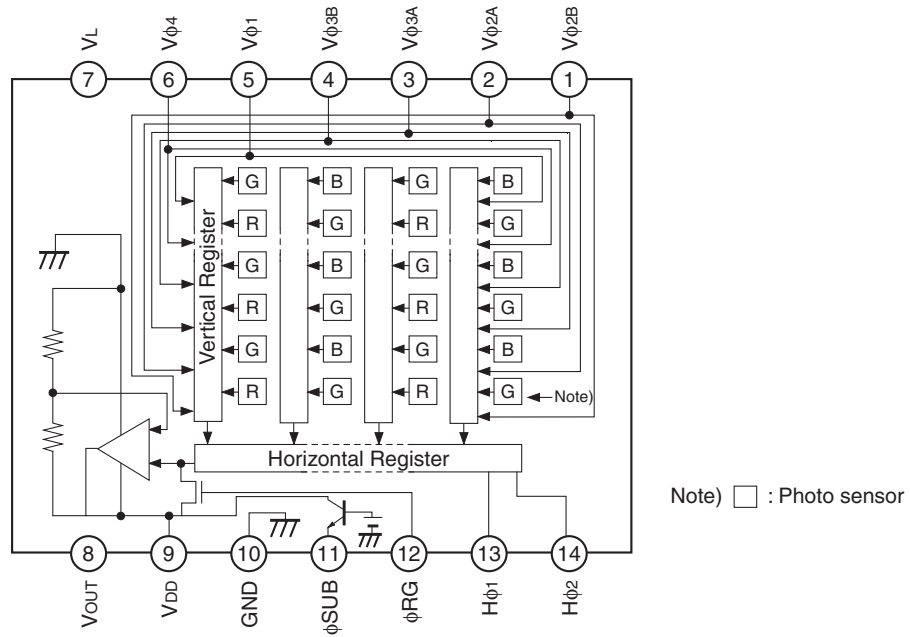 VL Vϕ4 Vϕ1 Vϕ3B Vϕ3A Vϕ2A Vϕ2B
7 6 5 4 3 2 1
G B G B
R G R G
G B G B
R G R G
G B G B
R G R G
Vertical Register
Note)
Horizontal Register
Note) : Photo sensor
8 9 10 11 12 13 14
VOUT VDD GND ϕSUB ϕRG Hϕ1 Hϕ2